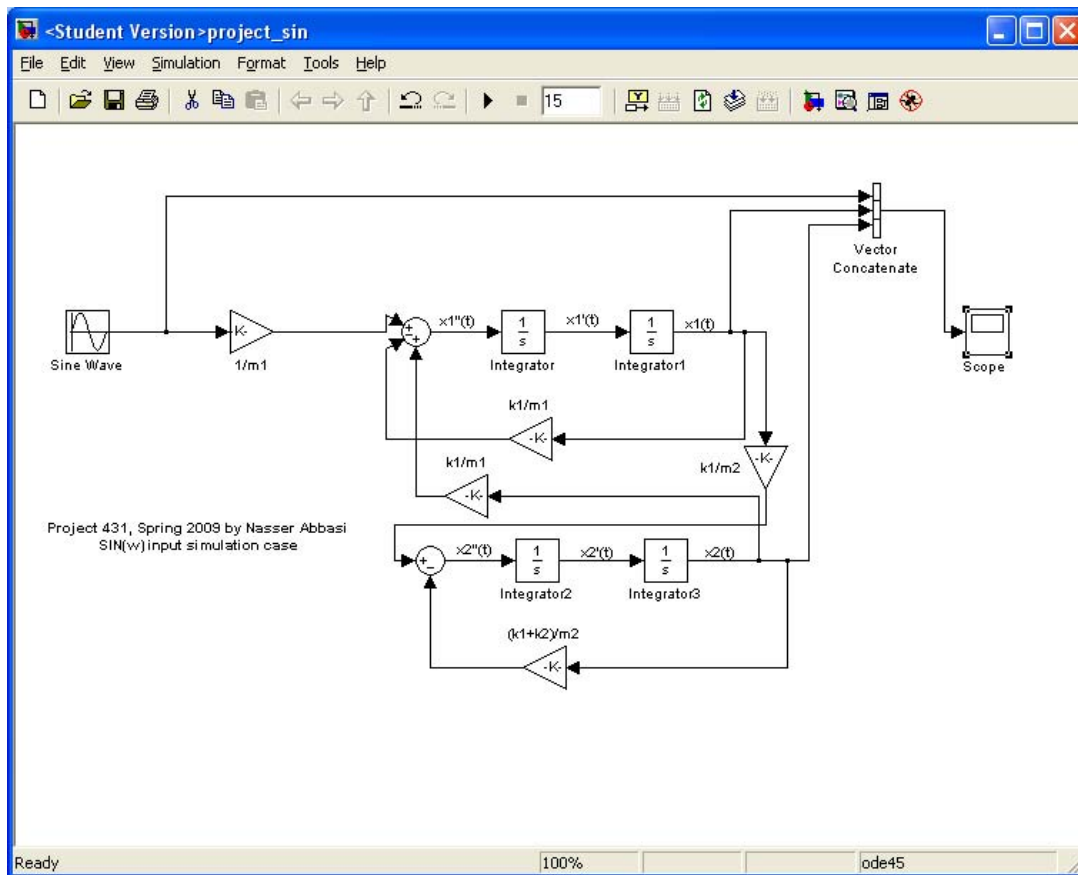 <Student Version>project_sin
File Edit View Simulation Format Tools Help
15
Vector
Concatenate
Sine Wave
K-
1/m1
x1''(t)
1
s
Integrator
x1'(t)
1
s
Integrator1
x1(t)
Scope
k1/m1
-K-
k1/m1
-K-
k1/m2
-K-
Project 431, Spring 2009 by Nasser Abbasi
SIN(w) input simulation case
x2''(t)
1
s
Integrator2
x2'(t)
1
s
Integrator3
x2(t)
(k1+k2)/m2
-K-
Ready 100% ode45